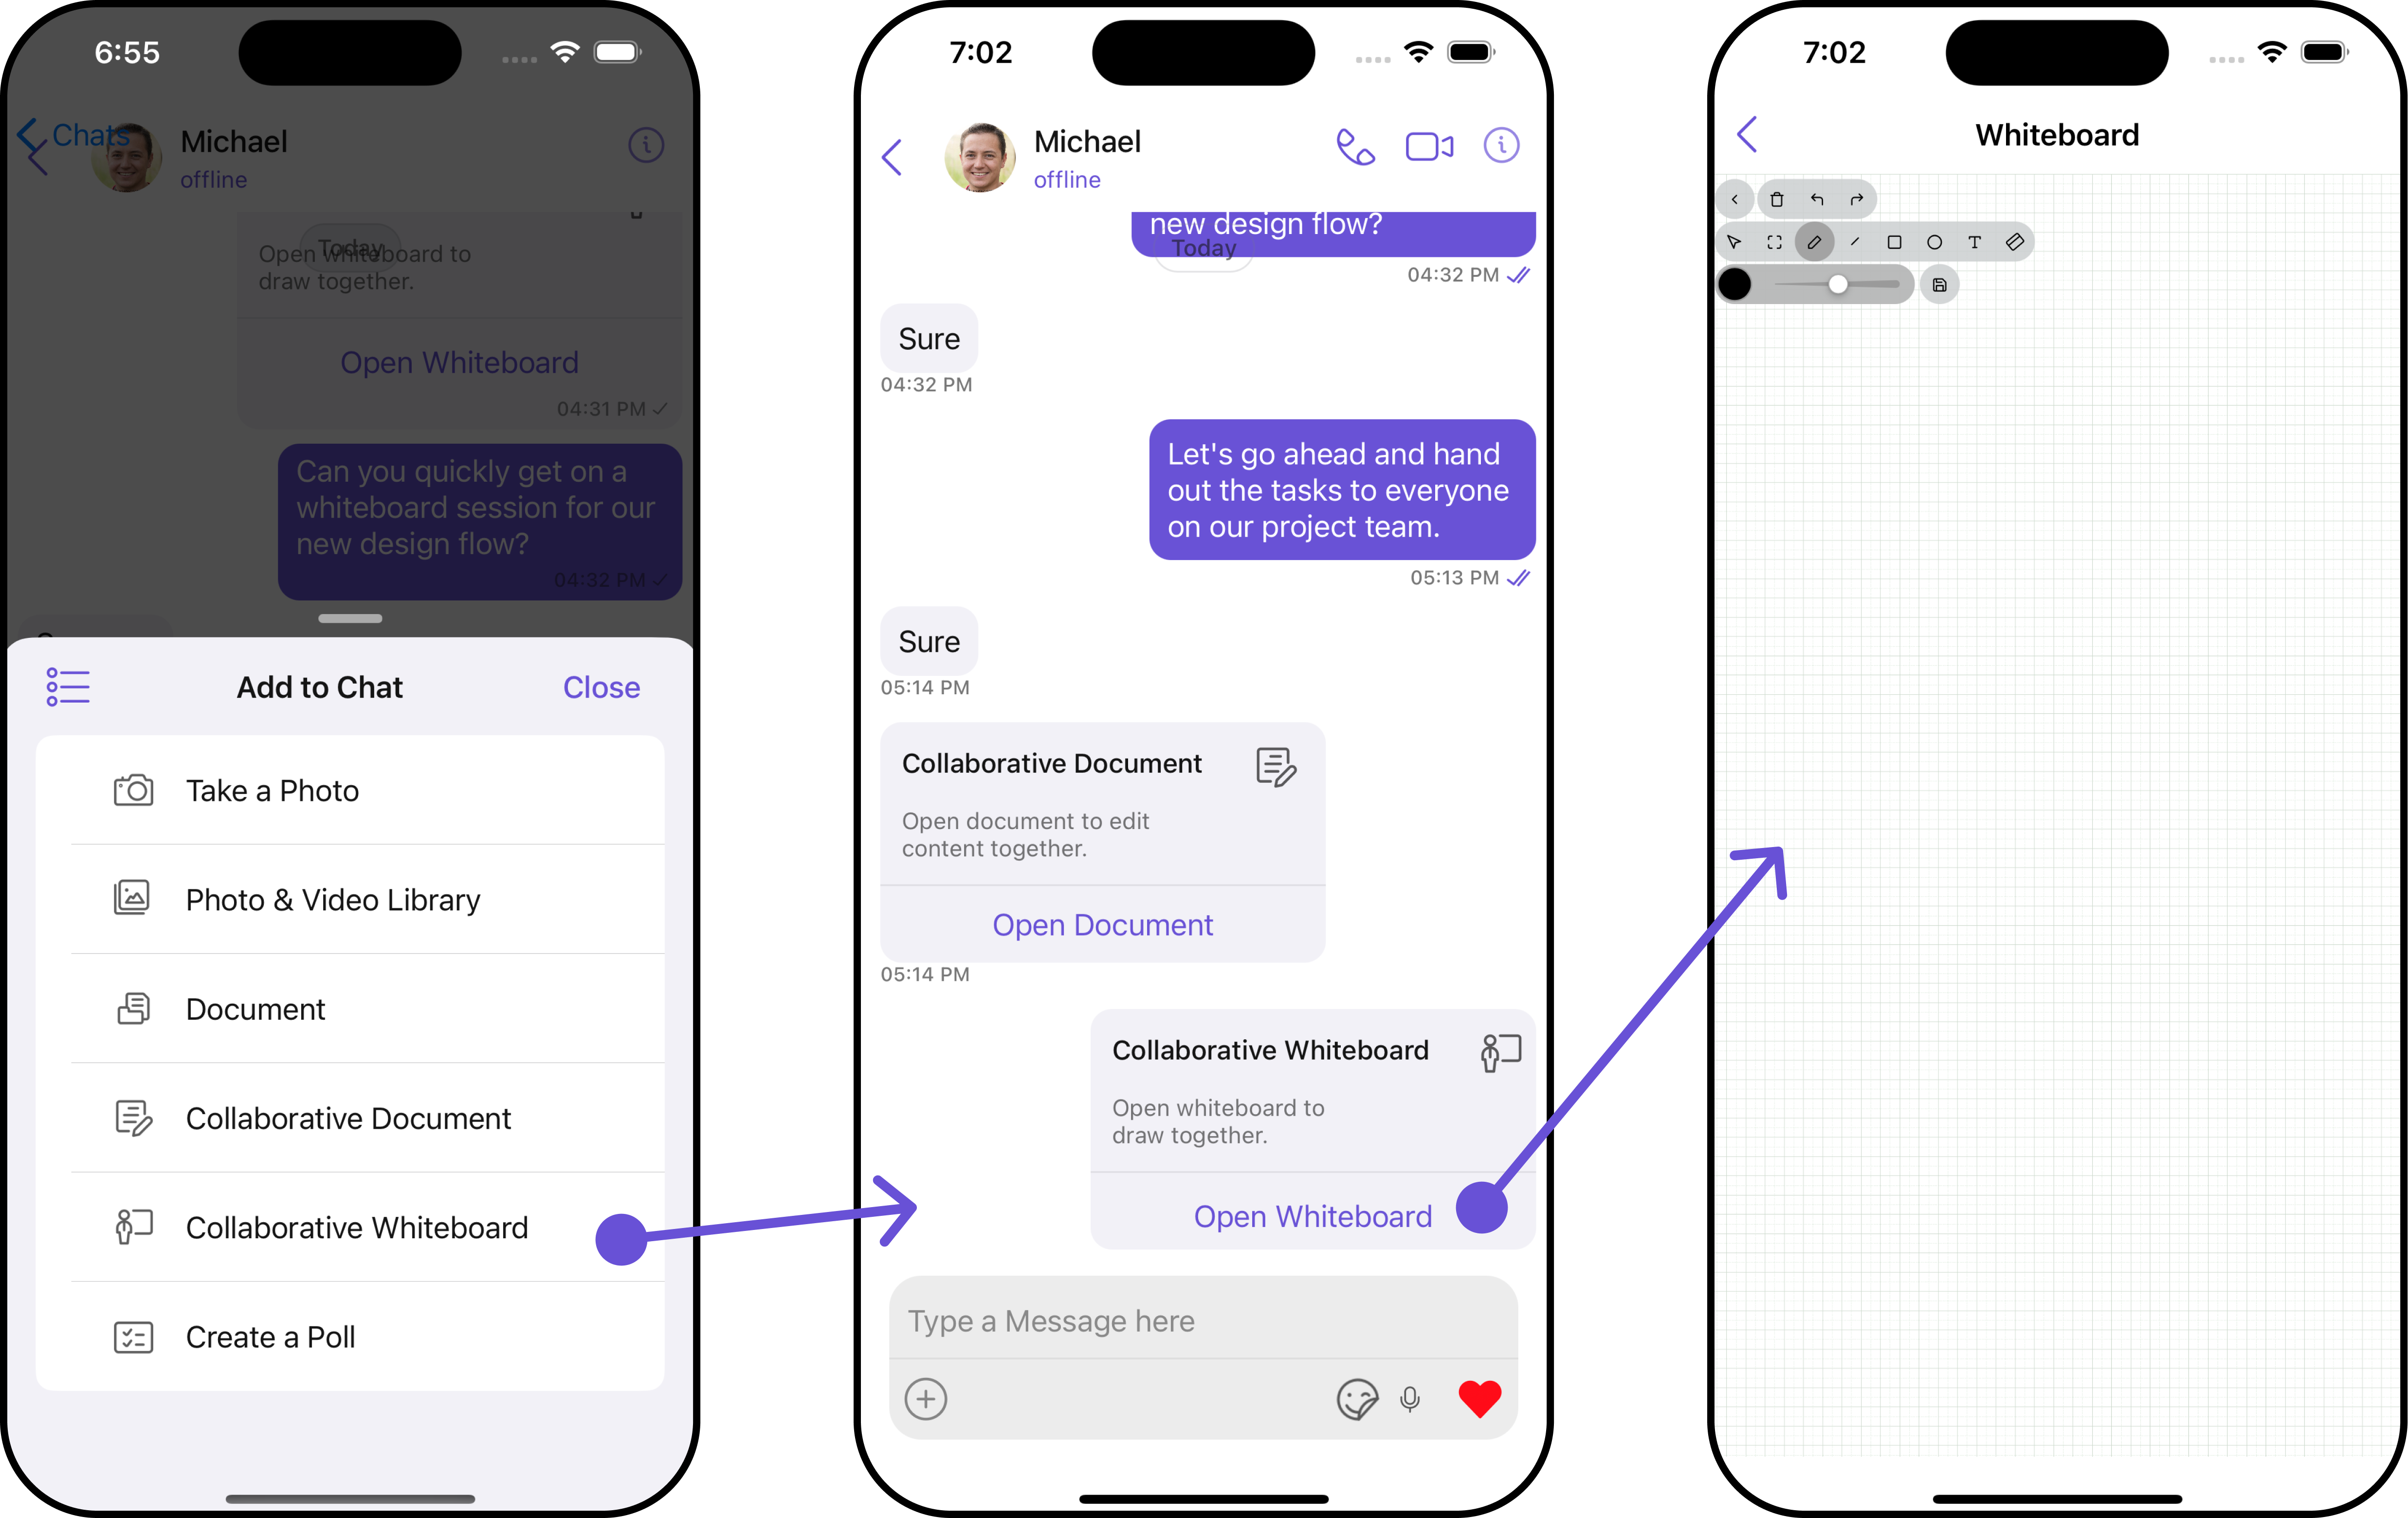 6:55
Chats
Michael
offline
Today
Open whiteboard to
draw together.
Open Whiteboard
04:31 PM
Can you quickly get on a
whiteboard session for our
new design flow?
04:32 PM
Add to Chat
Close
Take a Photo
Photo & Video Library
Document
Collaborative Document
Collaborative Whiteboard
Create a Poll
7:02
Michael
offline
new design flow?
Today
04:32 PM
Sure
04:32 PM
Let's go ahead and hand
out the tasks to everyone
on our project team.
05:13 PM
Sure
05:14 PM
Collaborative Document
Open document to edit
content together.
Open Document
05:14 PM
Collaborative Whiteboard
Open whiteboard to
draw together.
Open Whiteboard
Type a Message here
7:02
Whiteboard
T